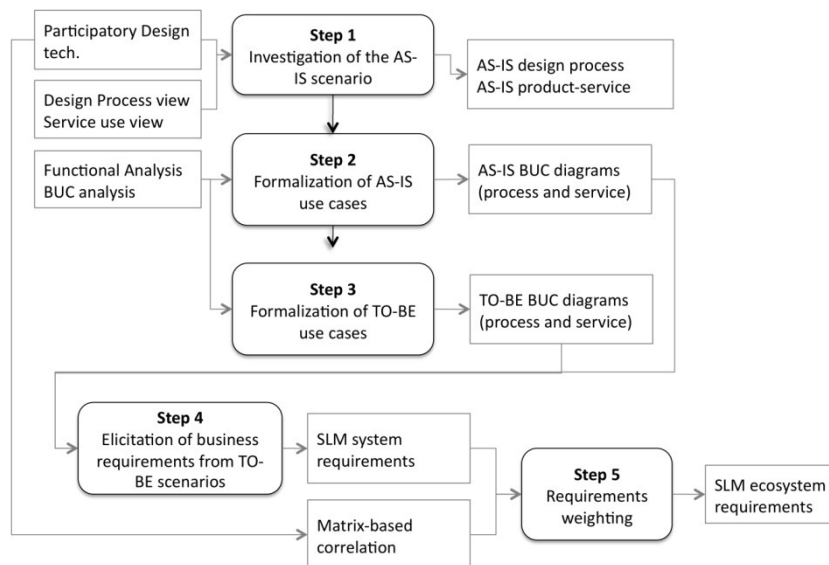 Participatory Design
tech.
Step 1
Investigation of the AS-
IS scenario
AS-IS design process
AS-IS product-service
Design Process view
Service use view
Functional Analysis
BUC analysis
Step 2
Formalization of AS-IS
use cases
AS-IS BUC diagrams
(process and service)
Step 3
Formalization of TO-BE
use cases
TO-BE BUC diagrams
(process and service)
Step 4
Elicitation of business
requirements from TO-
BE scenarios
SLM system
requirements
Matrix-based
correlation
Step 5
Requirements
weighting
SLM ecosystem
requirements